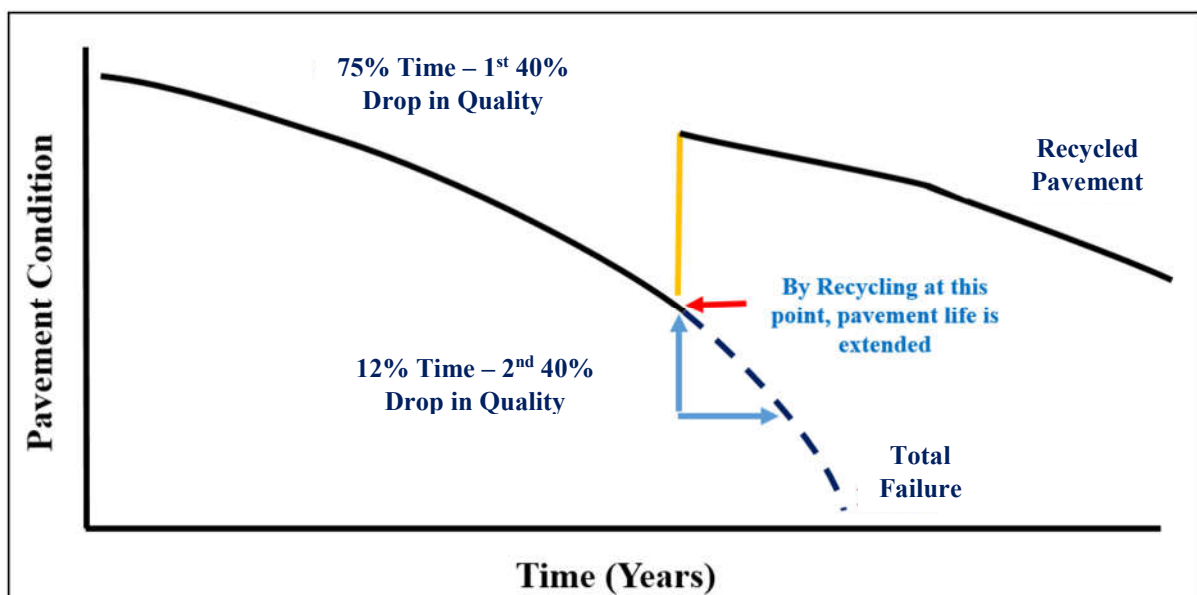 75% Time – 1st 40%
Drop in Quality
Recycled
Pavement
By Recycling at this
point, pavement life is
extended
12% Time – 2nd 40%
Drop in Quality
Total
Failure
Pavement Condition
Time (Years)